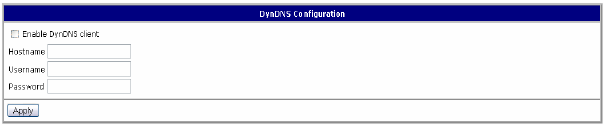 DynDNS Configuration
Enable DynDNS client
Hostname
Username
Password
Apply